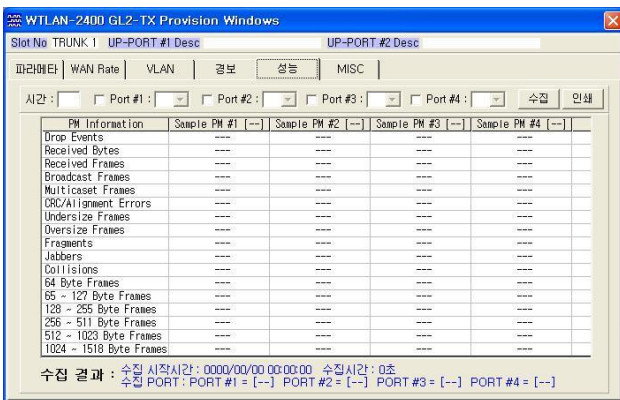 WTLAN-2400 GL2-TX Provision Windows
Slot No TRUNK 1 UP-PORT #1 Desc UP-PORT #2 Desc
파라메타 WAN Rate VLAN 경보 성능 MISC
시간 : Port #1 : Port #2 : Port #3 : Port #4 : 수집 인쇄
PM Information Sample PM #1 [--] Sample PM #2 [--] Sample PM #3 [--] Sample PM #4 [--]
Drop Events --- --- --- ---
Received Bytes --- --- --- ---
Received Frames --- --- --- ---
Broadcast Frames --- --- --- ---
Multicaset Frames --- --- --- ---
CRC/Alignment Errors --- --- --- ---
Undersize Frames --- --- --- ---
Oversize Frames --- --- --- ---
Fragments --- --- --- ---
Jabbers --- --- --- ---
Collisions --- --- --- ---
64 Byte Frames --- --- --- ---
65 ~ 127 Byte Frames --- --- --- ---
128 ~ 255 Byte Frames --- --- --- ---
256 ~ 511 Byte Frames --- --- --- ---
512 ~ 1023 Byte Frames --- --- --- ---
1024 ~ 1518 Byte Frames --- --- --- ---
수집 결과 : 수집 시작시간 : 0000/00/00 00:00:00 수집시간 : 0초
수집 PORT : PORT #1 = [--] PORT #2 = [--] PORT #3 = [--] PORT #4 = [--]